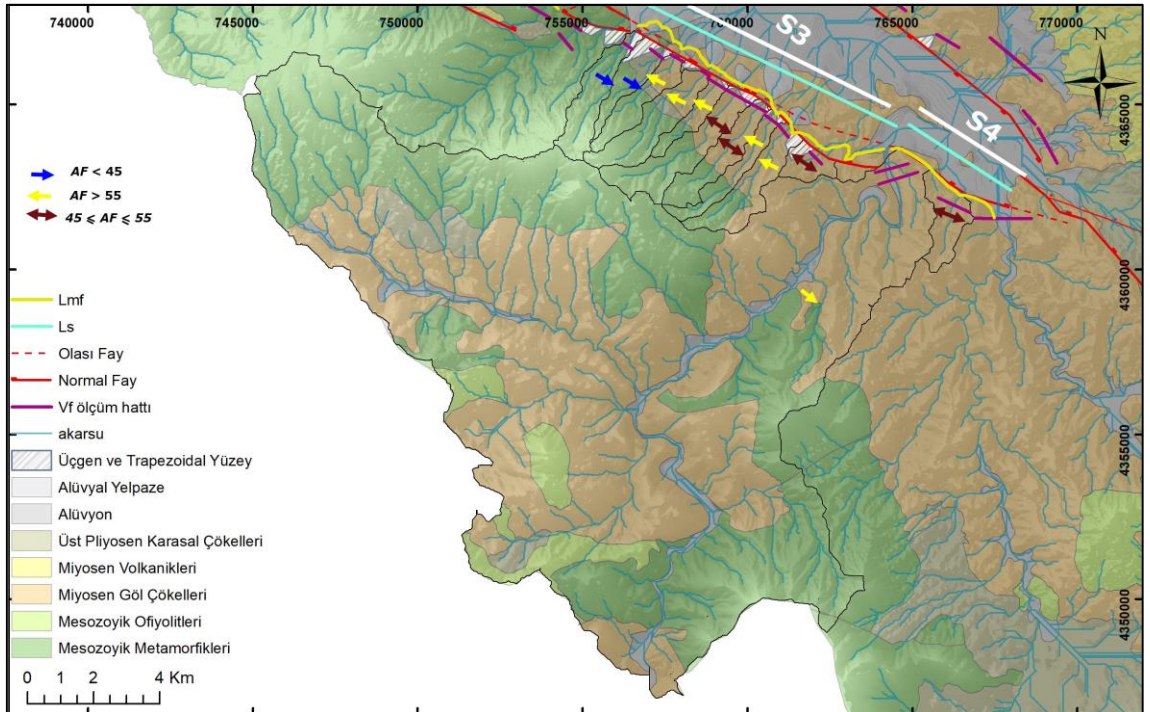 740000 745000 750000 755000 760000 765000 770000
N
S3
S4
4365000
4360000
4355000
4350000
AF < 45
AF > 55
45 ⩽ AF ⩽ 55
Lmf
Ls
Olası Fay
Normal Fay
Vf ölçüm hattı
akarsu
Üçgen ve Trapezoidal Yüzey
Alüvyal Yelpaze
Alüvyon
Üst Pliyosen Karasal Çökelleri
Miyosen Volkanikleri
Miyosen Göl Çökelleri
Mesozoyik Ofiyolitleri
Mesozoyik Metamorfikleri
0 1 2 4 Km